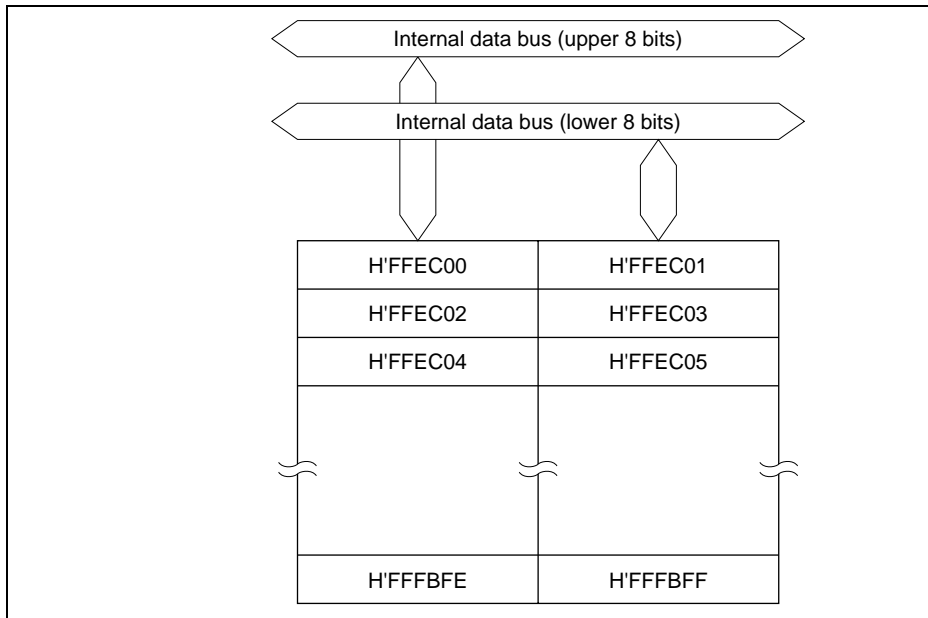 Internal data bus (upper 8 bits)
Internal data bus (lower 8 bits)
H'FFEC00 H'FFEC01
H'FFEC02 H'FFEC03
H'FFEC04 H'FFEC05
H'FFFBFE H'FFFBFF